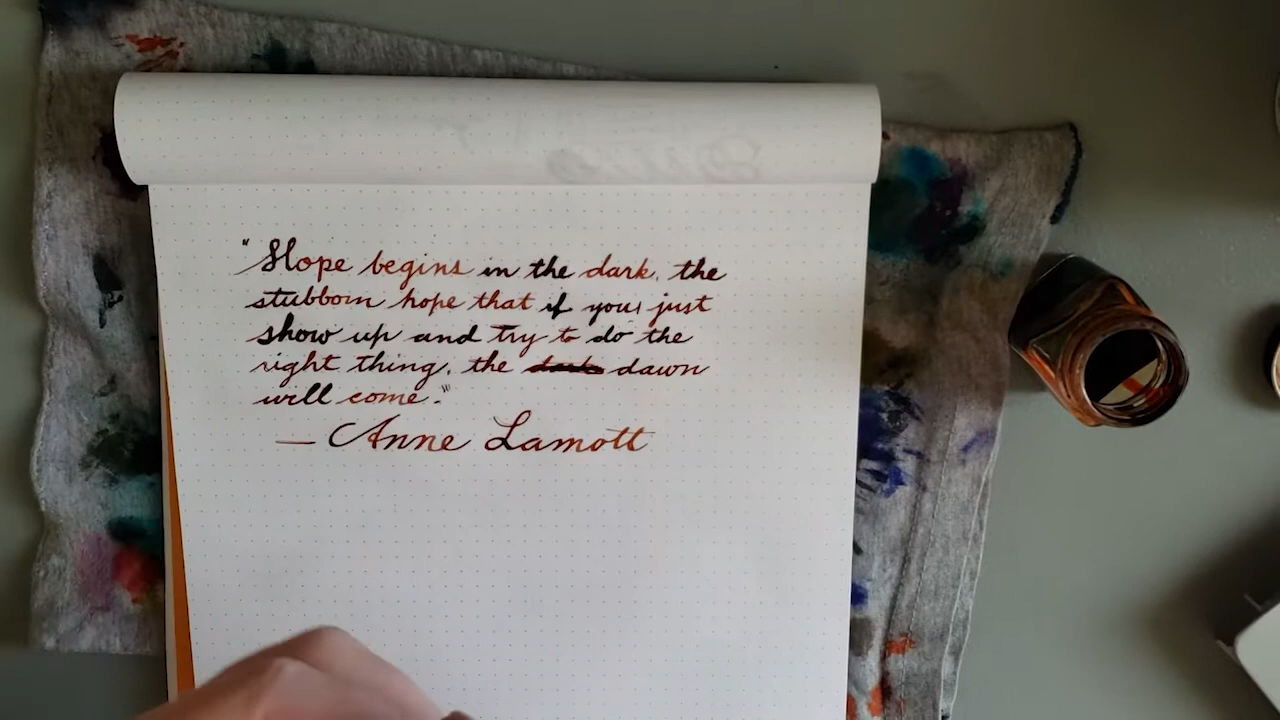 "Hope begins in the dark, the
stubborn hope that if you just
show up and try to do the
right thing, the dark dawn
will come."
— Anne Lamott